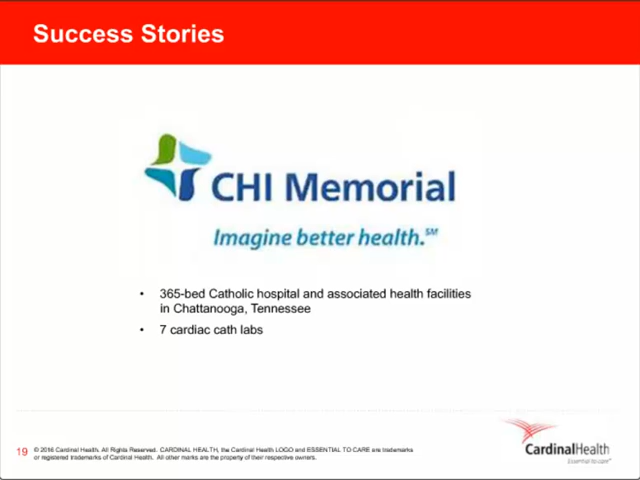 Success Stories
CHI Memorial
Imagine better health.℠
• 365-bed Catholic hospital and associated health facilities
in Chattanooga, Tennessee
• 7 cardiac cath labs
19
© 2016 Cardinal Health. All Rights Reserved. CARDINAL HEALTH, the Cardinal Health LOGO and ESSENTIAL TO CARE are trademarks
or registered trademarks of Cardinal Health. All other marks are the property of their respective owners.
CardinalHealth
Essential to care™